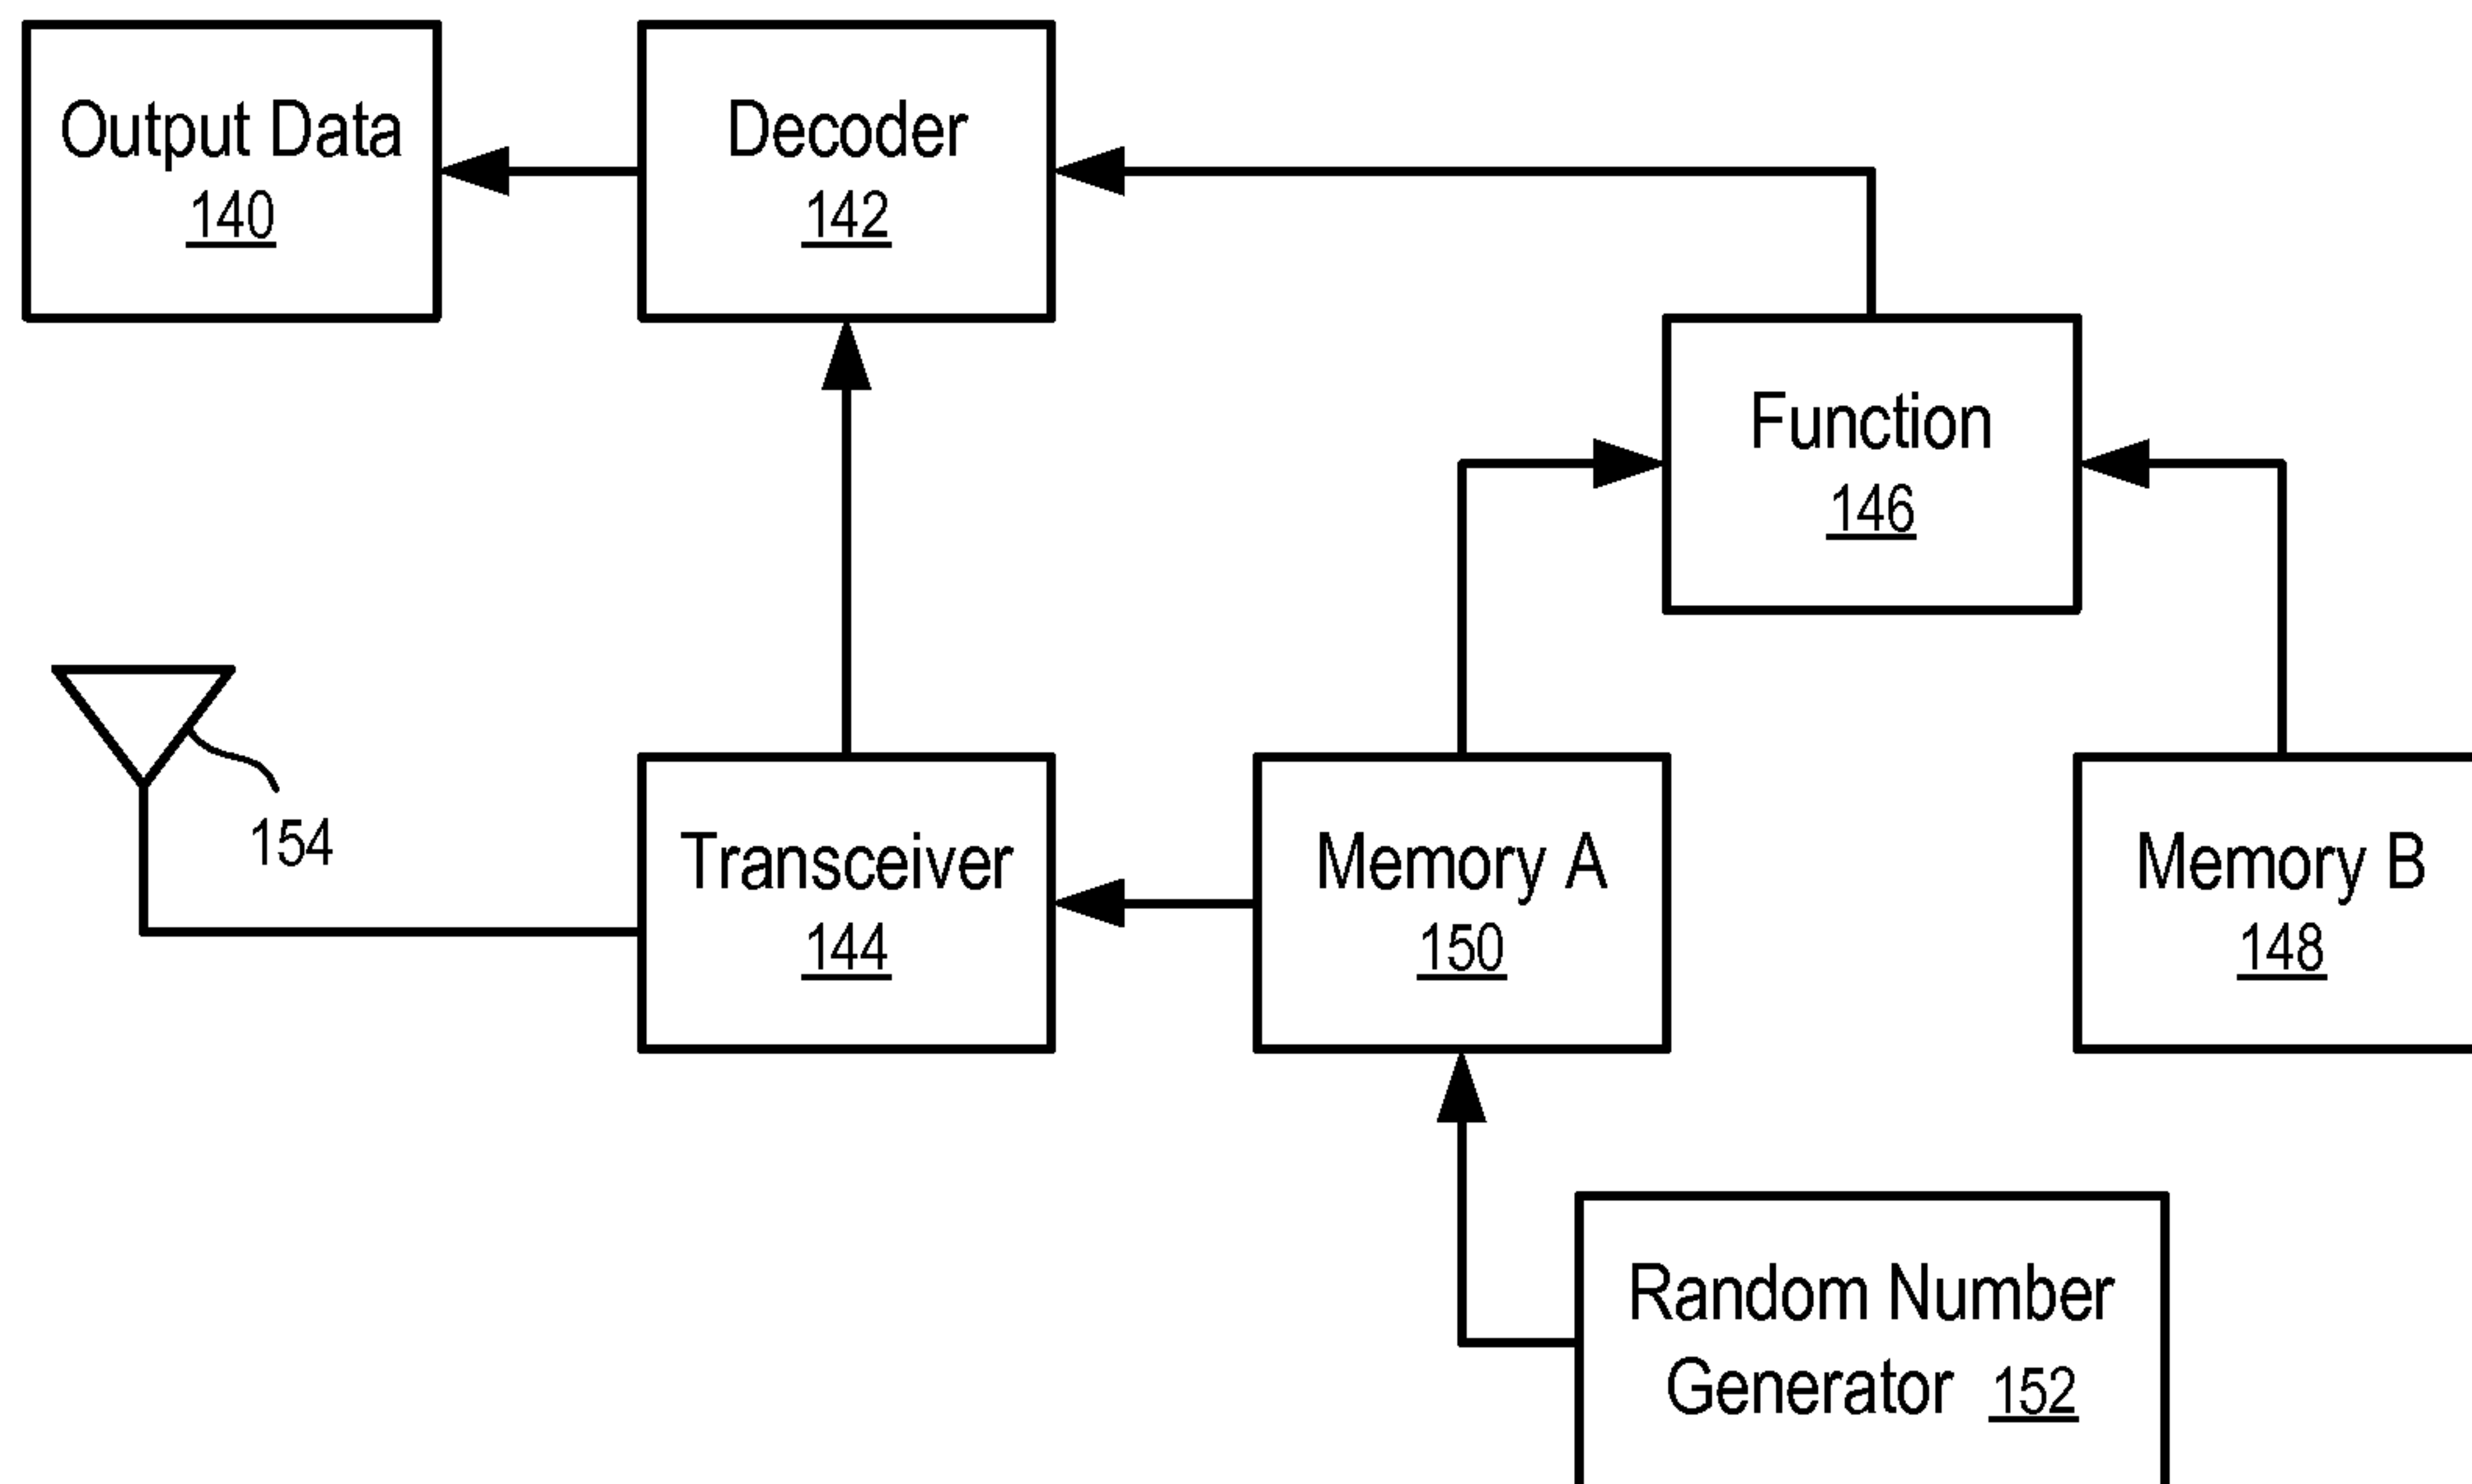 Output Data
140
Decoder
142
Function
146
154
Transceiver
144
Memory A
150
Memory B
148
Random Number
Generator 152